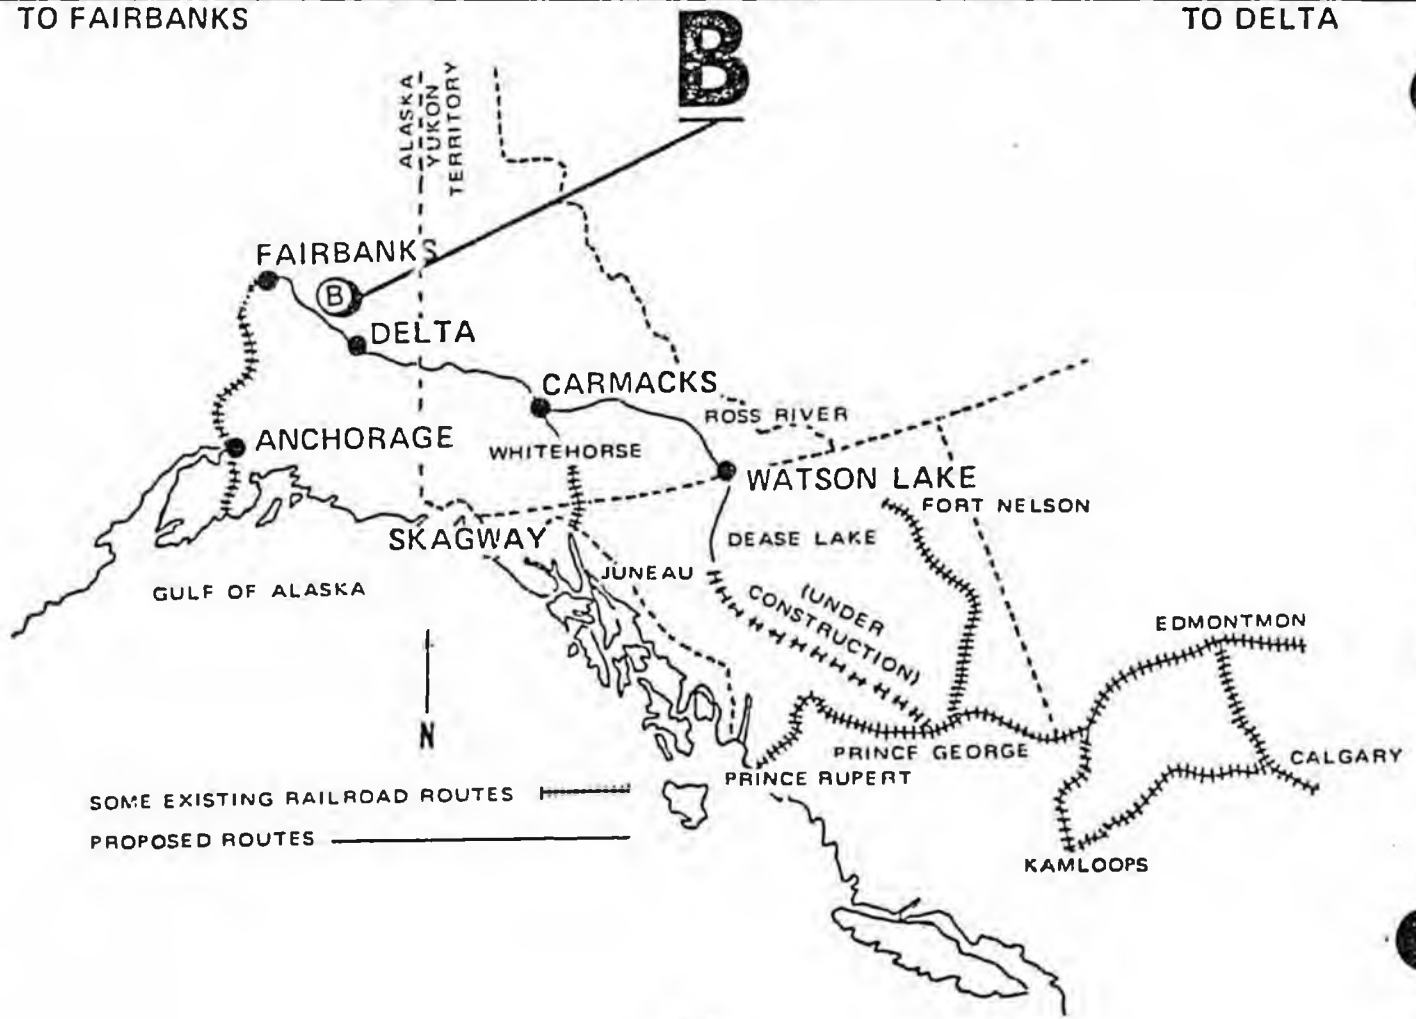 TO FAIRBANKS
TO DELTA
B
ALASKA
YUKON
TERRITORY
FAIRBANKS
B
DELTA
CARMACKS
ROSS RIVER
ANCHORAGE
WHITEHORSE
WATSON LAKE
FORT NELSON
SKAGWAY
DEASE LAKE
JUNEAU
GULF OF ALASKA
(UNDER
CONSTRUCTION)
EDMONTMON
N
PRINCE GEORGE
CALGARY
PRINCE RUPERT
SOME EXISTING RAILROAD ROUTES
PROPOSED ROUTES
KAMLOOPS